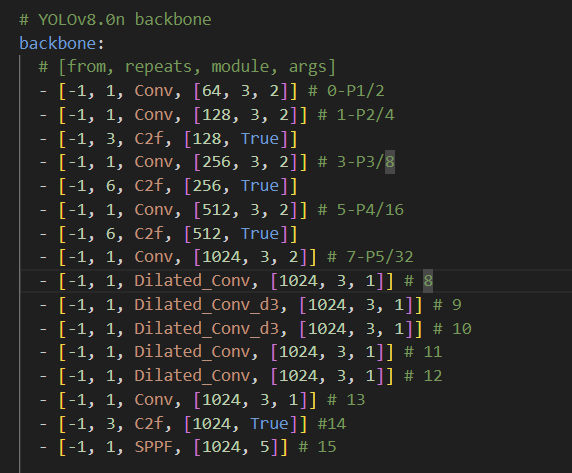 # YOLOv8.0n backbone
backbone:
  # [from, repeats, module, args]
  - [-1, 1, Conv, [64, 3, 2]] # 0-P1/2
  - [-1, 1, Conv, [128, 3, 2]] # 1-P2/4
  - [-1, 3, C2f, [128, True]]
  - [-1, 1, Conv, [256, 3, 2]] # 3-P3/8
  - [-1, 6, C2f, [256, True]]
  - [-1, 1, Conv, [512, 3, 2]] # 5-P4/16
  - [-1, 6, C2f, [512, True]]
  - [-1, 1, Conv, [1024, 3, 2]] # 7-P5/32
  - [-1, 1, Dilated_Conv, [1024, 3, 1]] # 8
  - [-1, 1, Dilated_Conv_d3, [1024, 3, 1]] # 9
  - [-1, 1, Dilated_Conv_d3, [1024, 3, 1]] # 10
  - [-1, 1, Dilated_Conv, [1024, 3, 1]] # 11
  - [-1, 1, Dilated_Conv, [1024, 3, 1]] # 12
  - [-1, 1, Conv, [1024, 3, 1]] # 13
  - [-1, 3, C2f, [1024, True]] #14
  - [-1, 1, SPPF, [1024, 5]] # 15